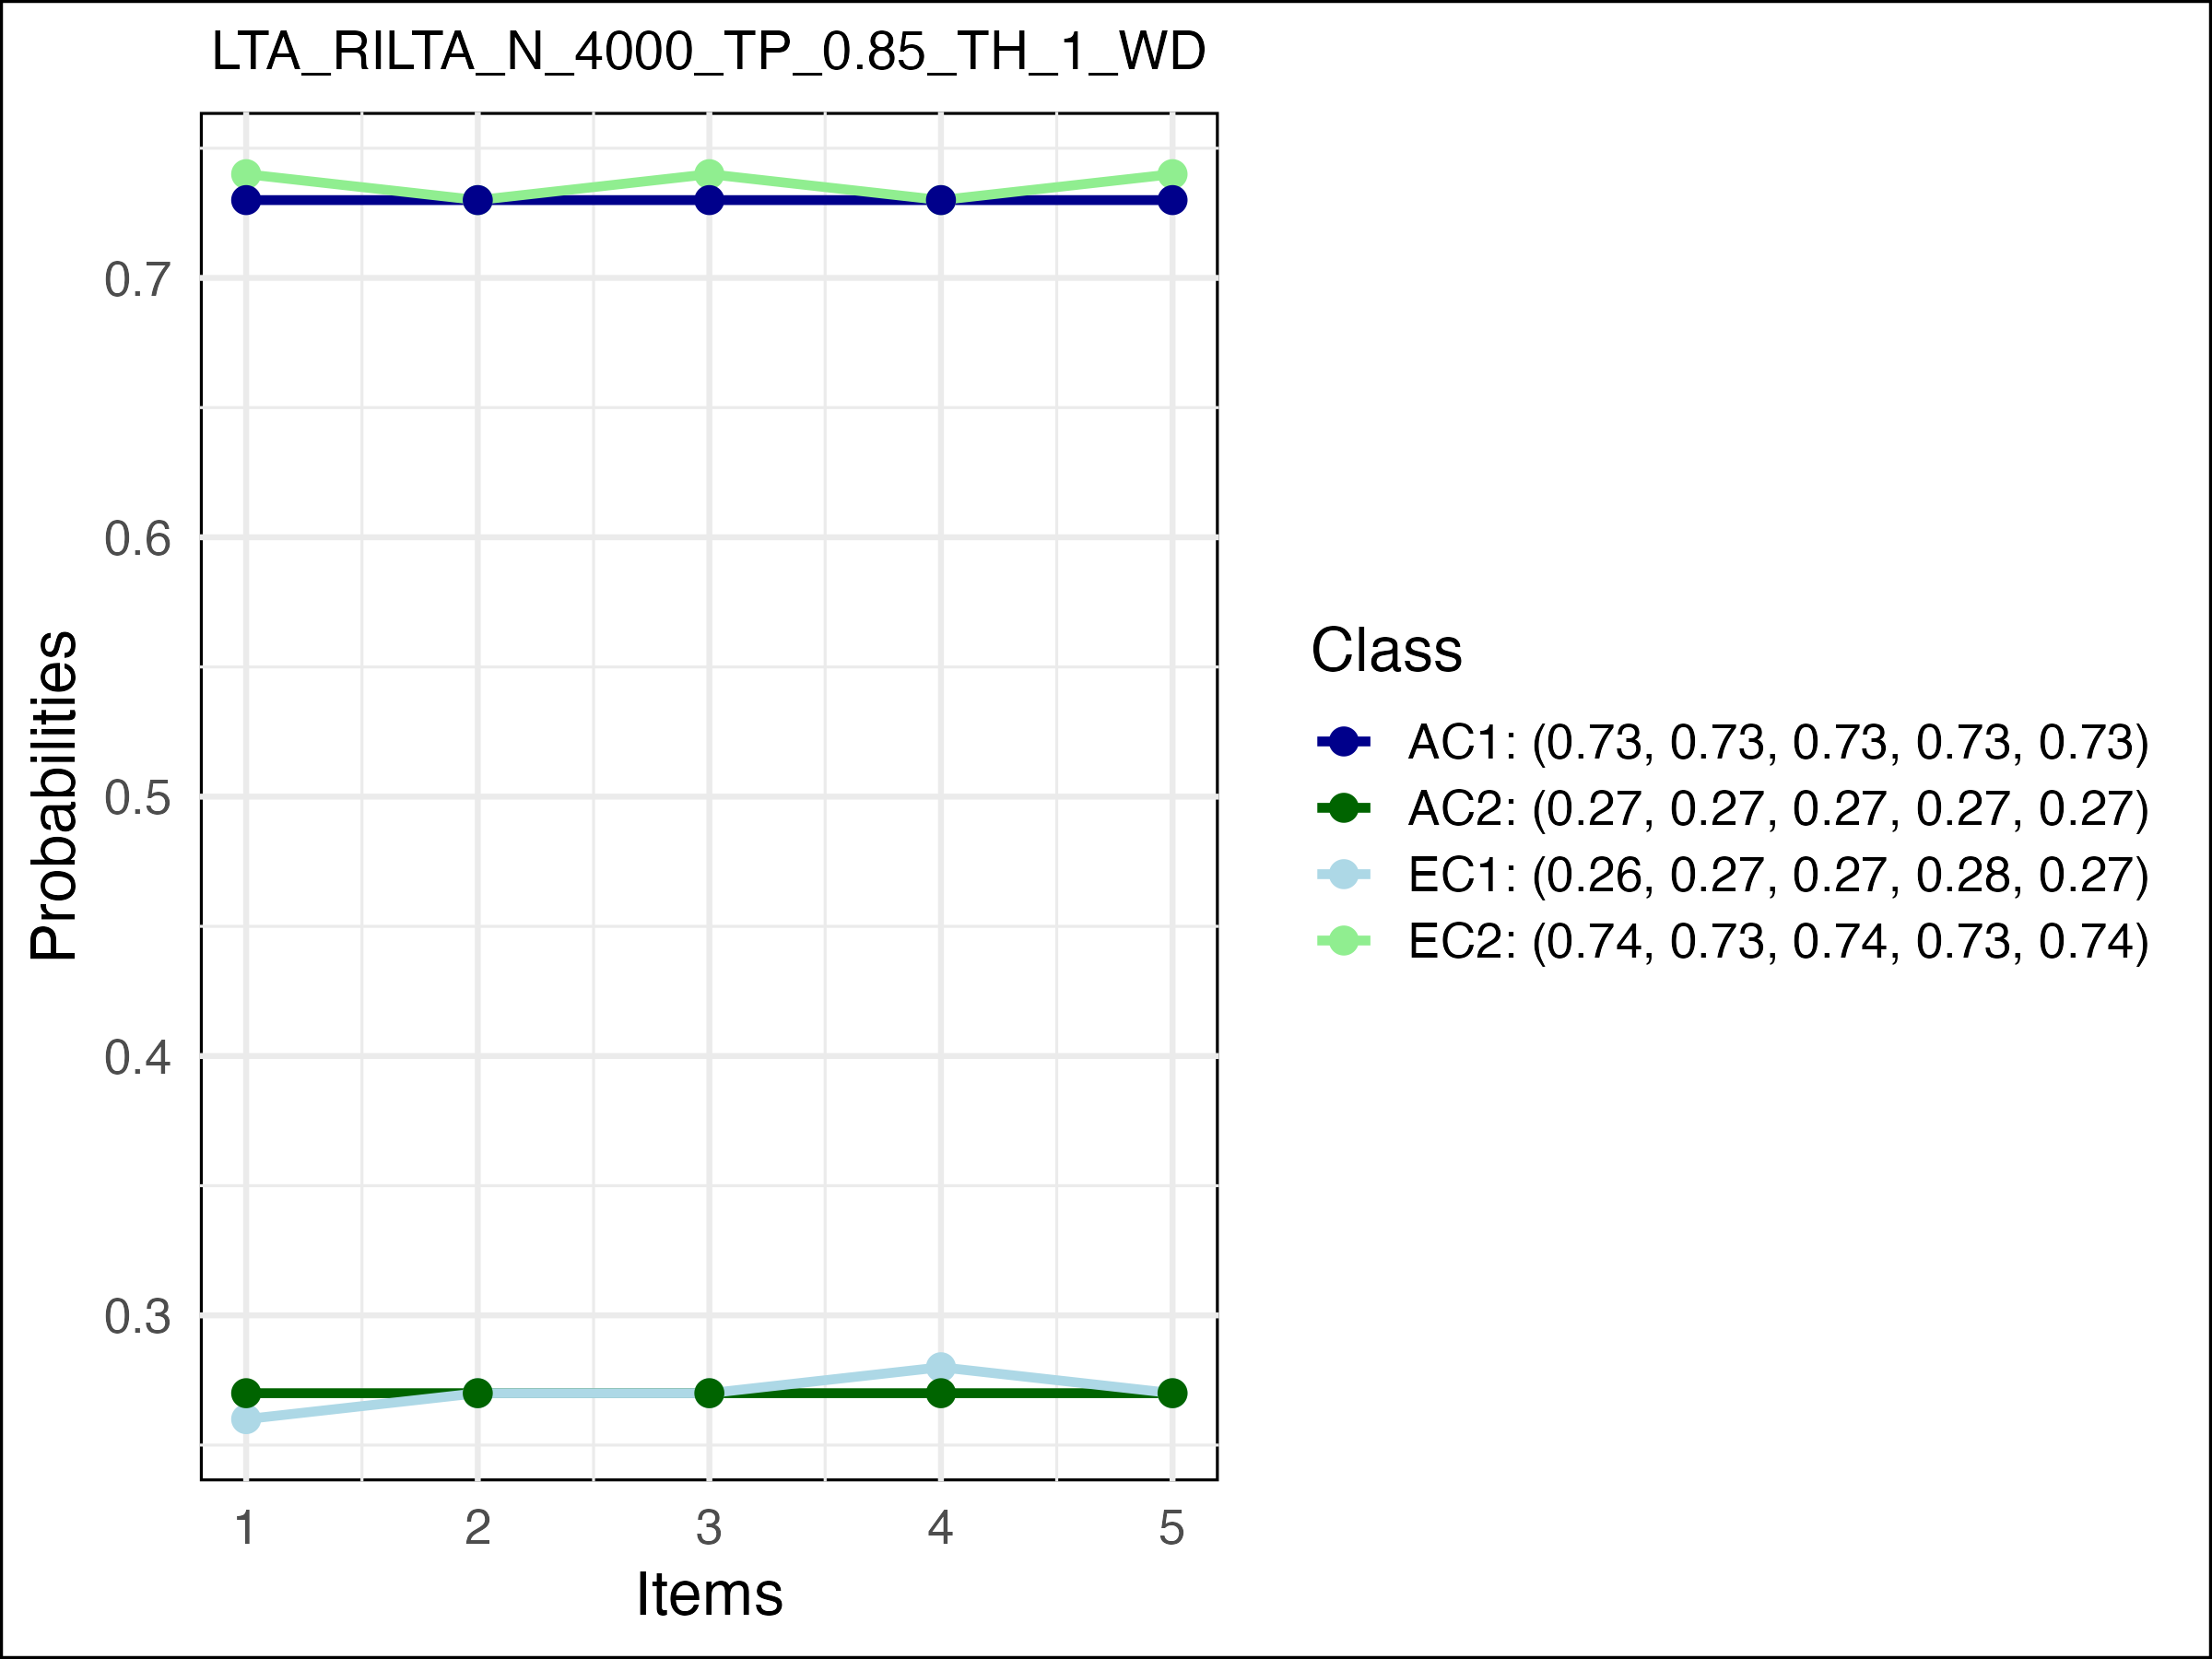 LTA_RILTA_N_4000_TP_0.85_TH_1_WD
Probabilities
0.7
0.6
0.5
0.4
0.3
1 2 3 4 5
Items
Class
AC1: (0.73, 0.73, 0.73, 0.73, 0.73)
AC2: (0.27, 0.27, 0.27, 0.27, 0.27)
EC1: (0.26, 0.27, 0.27, 0.28, 0.27)
EC2: (0.74, 0.73, 0.74, 0.73, 0.74)